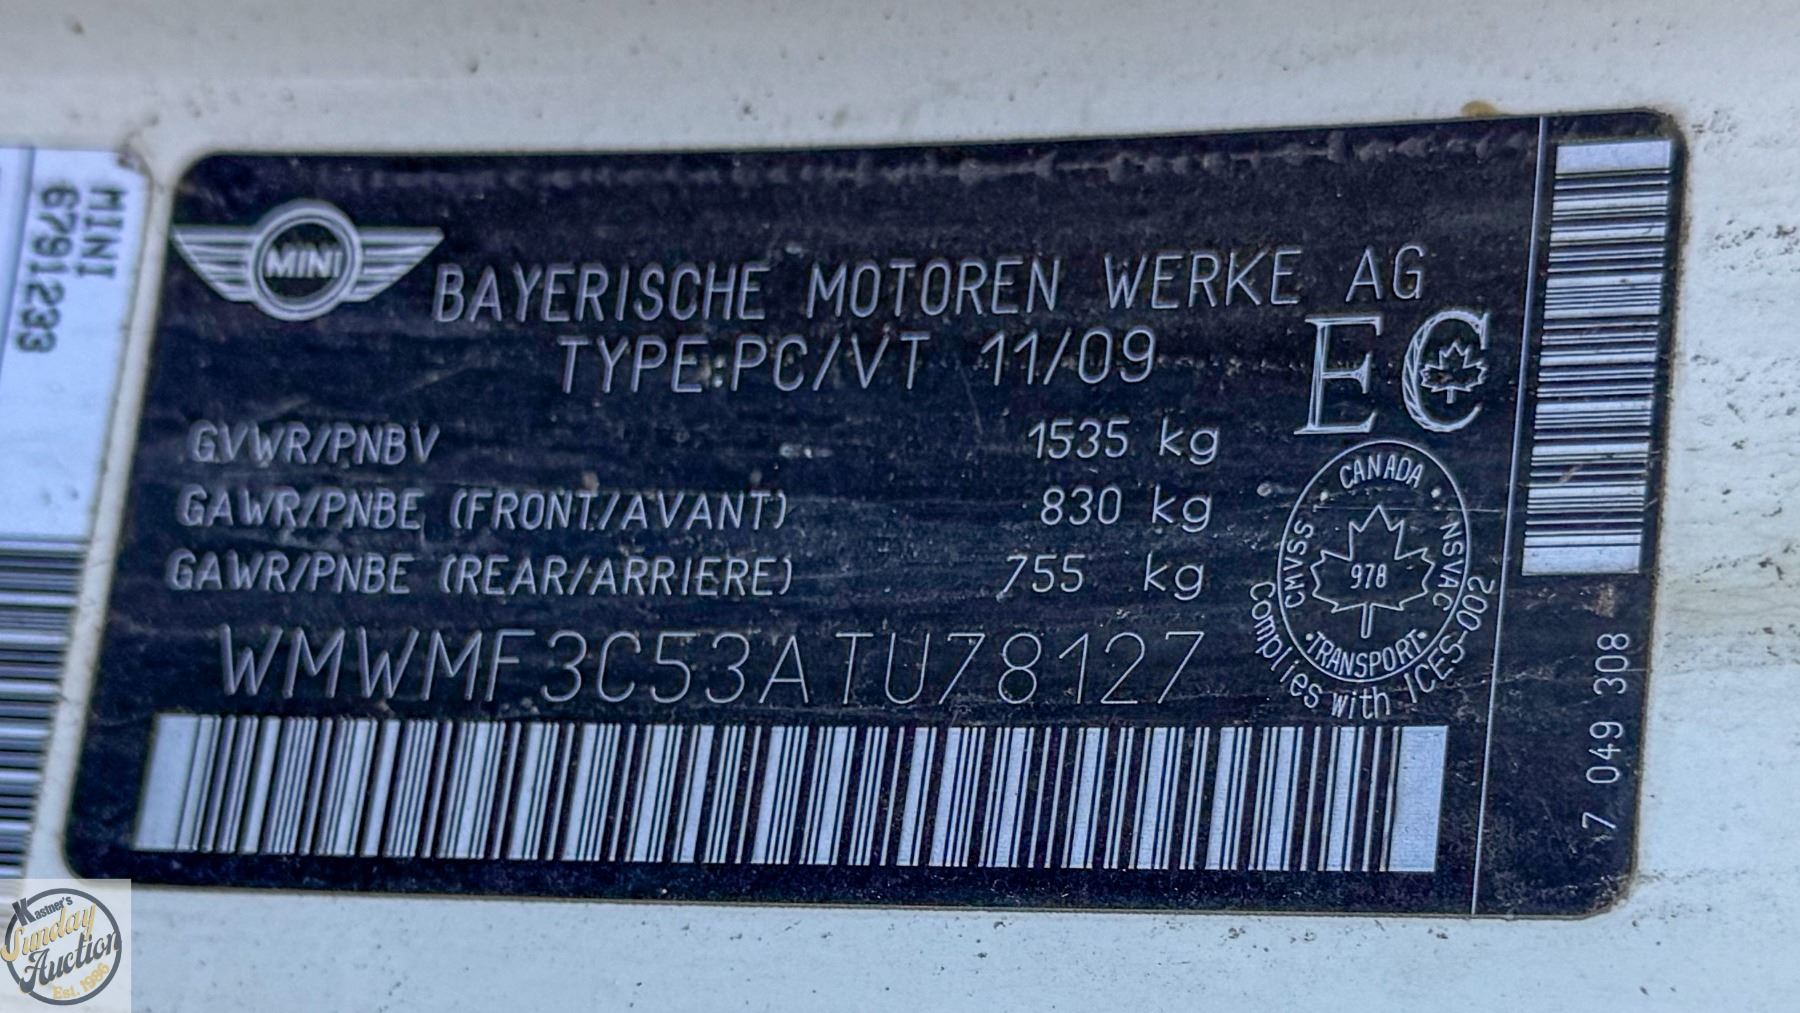 MINI
6791233
MINI
BAYERISCHE MOTOREN WERKE AG
TYPE:PC/VT 11/09
EC
GVWR/PNBV 1535 kg
GAWR/PNBE (FRONT/AVANT) 830 kg
GAWR/PNBE (REAR/ARRIERE) 755 kg
WMWMF3C53ATU78127
CANADA
CMVSS
NSVAC
978
TRANSPORT
Complies with ICES-002
7 049 308
Kastner's
Sunday
Auction
Est. 1986